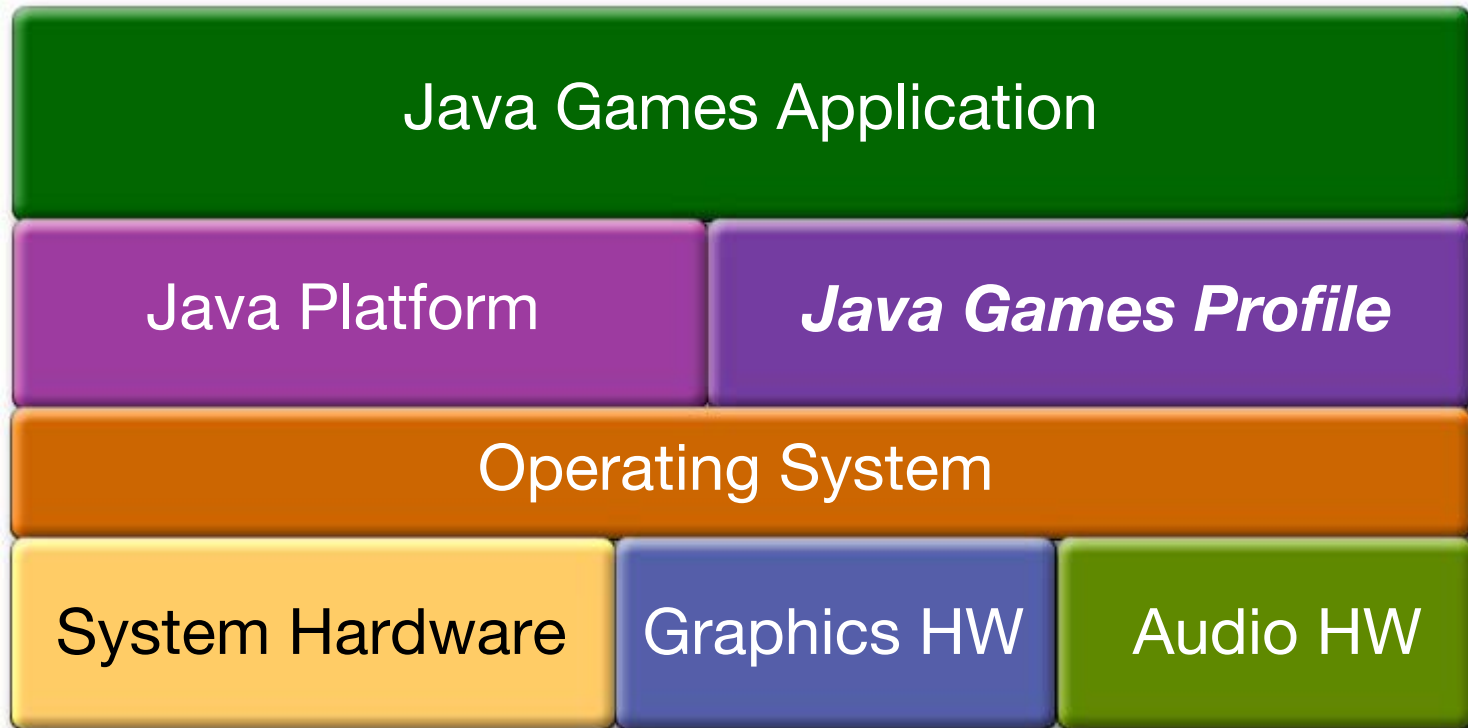 Java Games Application
Java Platform
Java Games Profile
Operating System
System Hardware
Graphics HW
Audio HW